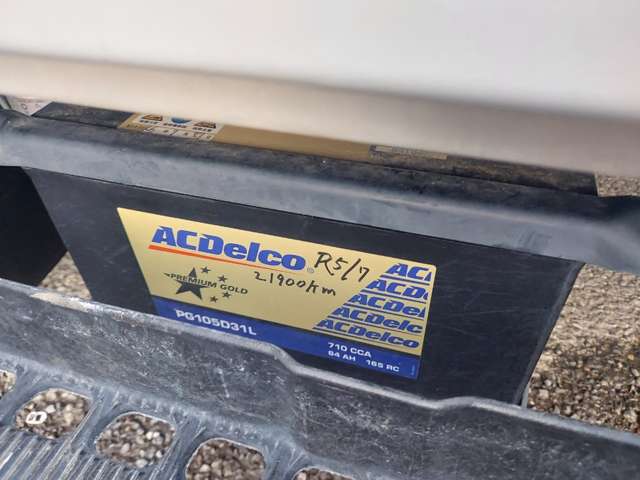 ACDelco
R5/7
21900km
PREMIUM GOLD
PG105D31L
710 CCA
84 AH 165 RC
ACDelco
ACDelco
ACDelco
ACDelco
ACDelco